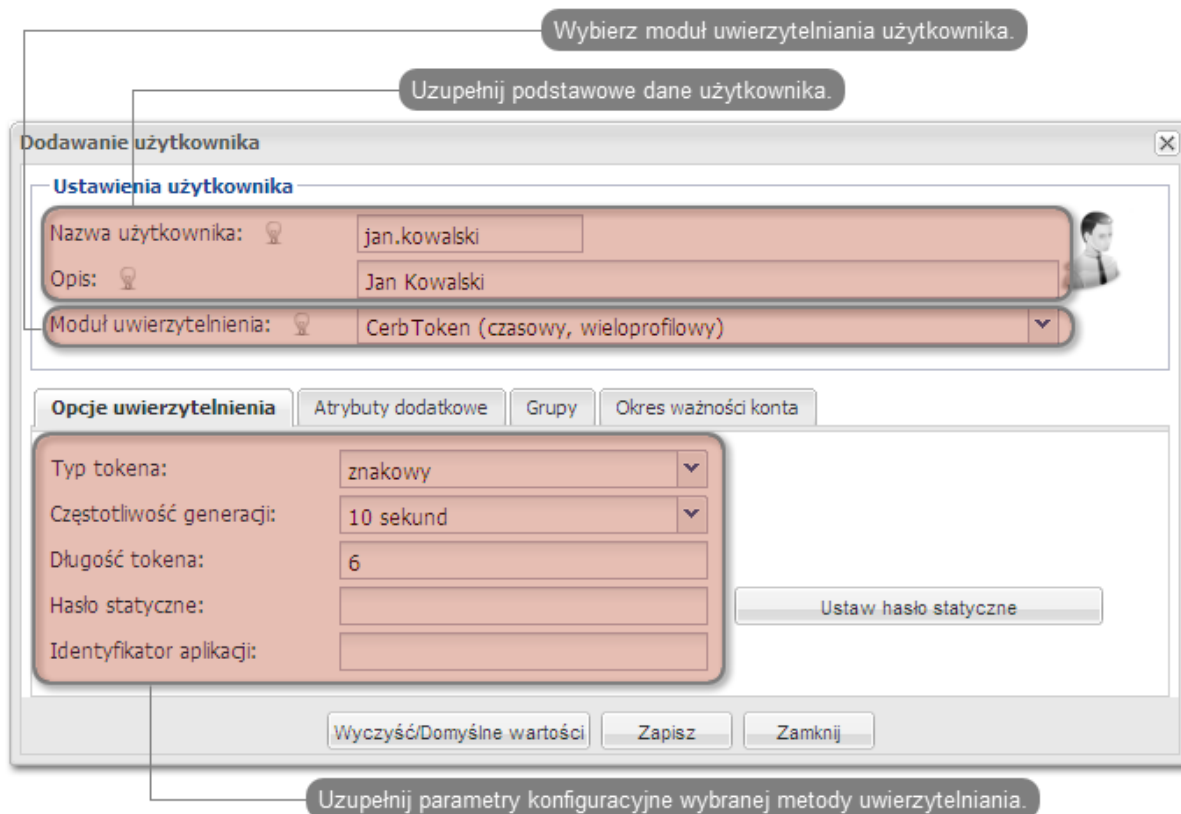 Wybierz moduł uwierzytelniania użytkownika.
Uzupełnij podstawowe dane użytkownika.
Dodawanie użytkownika
Ustawienia użytkownika
Nazwa użytkownika: jan.kowalski
Opis: Jan Kowalski
Moduł uwierzytelnienia: CerbToken (czasowy, wieloprofilowy)
Opcje uwierzytelnienia Atrybuty dodatkowe Grupy Okres ważności konta
Typ tokena: znakowy
Częstotliwość generacji: 10 sekund
Długość tokena: 6
Hasło statyczne: Ustaw hasło statyczne
Identyfikator aplikacji:
Wyczyść/Domyślne wartości Zapisz Zamknij
Uzupełnij parametry konfiguracyjne wybranej metody uwierzytelniania.